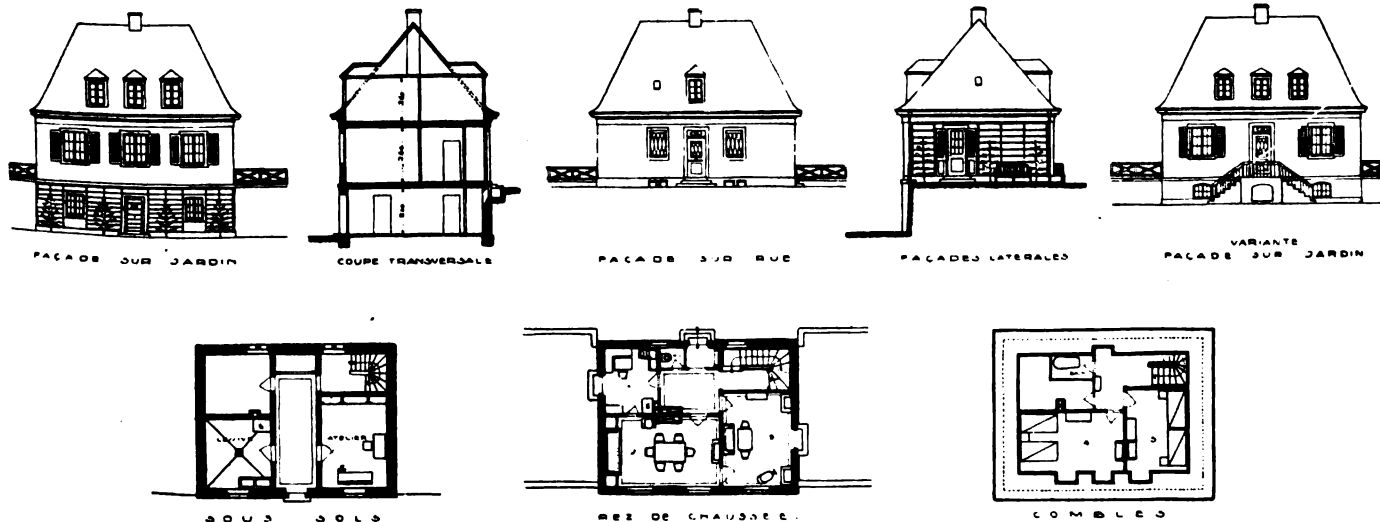 FAÇADE SUR JARDIN
COUPE TRANSVERSALE
FAÇADE SUR RUE
FAÇADES LATERALES
VARIANTE
FAÇADE SUR JARDIN
ATELIER
SOUS SOLS
REZ DE CHAUSSEE.
COMBLES